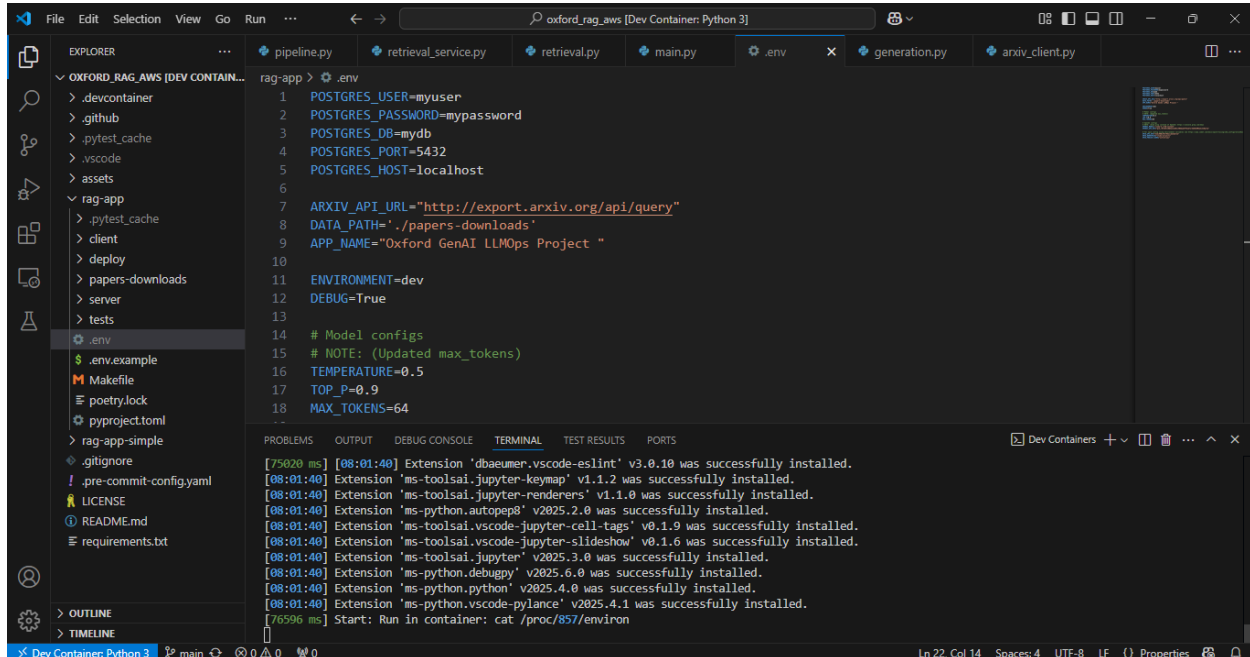 File Edit Selection View Go Run ··· oxford_rag_aws [Dev Container: Python 3]
EXPLORER ···
OXFORD_RAG_AWS [DEV CONTAIN...
.devcontainer
.github
.pytest_cache
.vscode
assets
rag-app
.pytest_cache
client
deploy
papers-downloads
server
tests
.env
$ .env.example
Makefile
poetry.lock
pyproject.toml
rag-app-simple
.gitignore
! .pre-commit-config.yaml
LICENSE
README.md
requirements.txt
OUTLINE
TIMELINE
pipeline.py retrieval_service.py retrieval.py main.py .env generation.py arxiv_client.py
rag-app > .env
1 POSTGRES_USER=myuser
2 POSTGRES_PASSWORD=mypassword
3 POSTGRES_DB=mydb
4 POSTGRES_PORT=5432
5 POSTGRES_HOST=localhost
6
7 ARXIV_API_URL="http://export.arxiv.org/api/query"
8 DATA_PATH='./papers-downloads'
9 APP_NAME="Oxford GenAI LLMOps Project "
10
11 ENVIRONMENT=dev
12 DEBUG=True
13
14 # Model configs
15 # NOTE: (Updated max_tokens)
16 TEMPERATURE=0.5
17 TOP_P=0.9
18 MAX_TOKENS=64
PROBLEMS OUTPUT DEBUG CONSOLE TERMINAL TEST RESULTS PORTS Dev Containers
[75020 ms] [08:01:40] Extension 'dbaeumer.vscode-eslint' v3.0.10 was successfully installed.
[08:01:40] Extension 'ms-toolsai.jupyter-keymap' v1.1.2 was successfully installed.
[08:01:40] Extension 'ms-toolsai.jupyter-renderers' v1.1.0 was successfully installed.
[08:01:40] Extension 'ms-python.autopep8' v2025.2.0 was successfully installed.
[08:01:40] Extension 'ms-toolsai.vscode-jupyter-cell-tags' v0.1.9 was successfully installed.
[08:01:40] Extension 'ms-toolsai.vscode-jupyter-slideshow' v0.1.6 was successfully installed.
[08:01:40] Extension 'ms-toolsai.jupyter' v2025.3.0 was successfully installed.
[08:01:40] Extension 'ms-python.debugpy' v2025.6.0 was successfully installed.
[08:01:40] Extension 'ms-python.python' v2025.4.0 was successfully installed.
[08:01:40] Extension 'ms-python.vscode-pylance' v2025.4.1 was successfully installed.
[76596 ms] Start: Run in container: cat /proc/857/environ
Dev Container: Python 3 main 0 0 0 Ln 22, Col 14 Spaces: 4 UTF-8 LF {} Properties